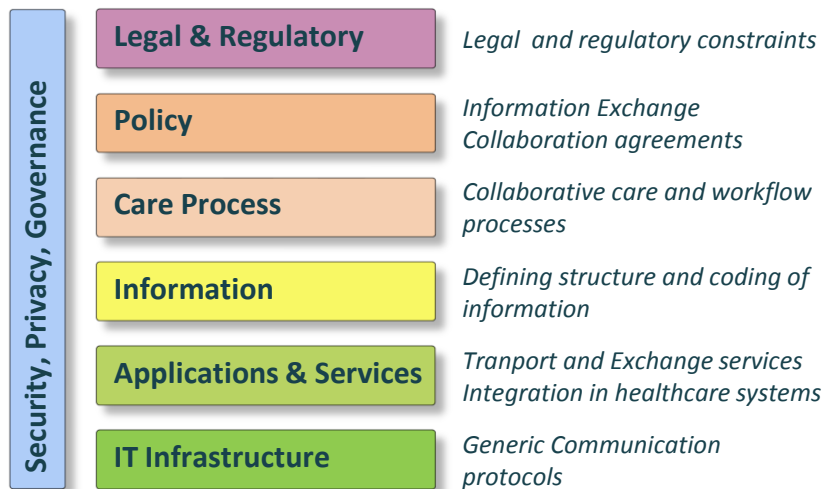 Security, Privacy, Governance
Legal & Regulatory
Legal and regulatory constraints
Policy
Information Exchange
Collaboration agreements
Care Process
Collaborative care and workflow
processes
Information
Defining structure and coding of
information
Applications & Services
Tranport and Exchange services
Integration in healthcare systems
IT Infrastructure
Generic Communication
protocols